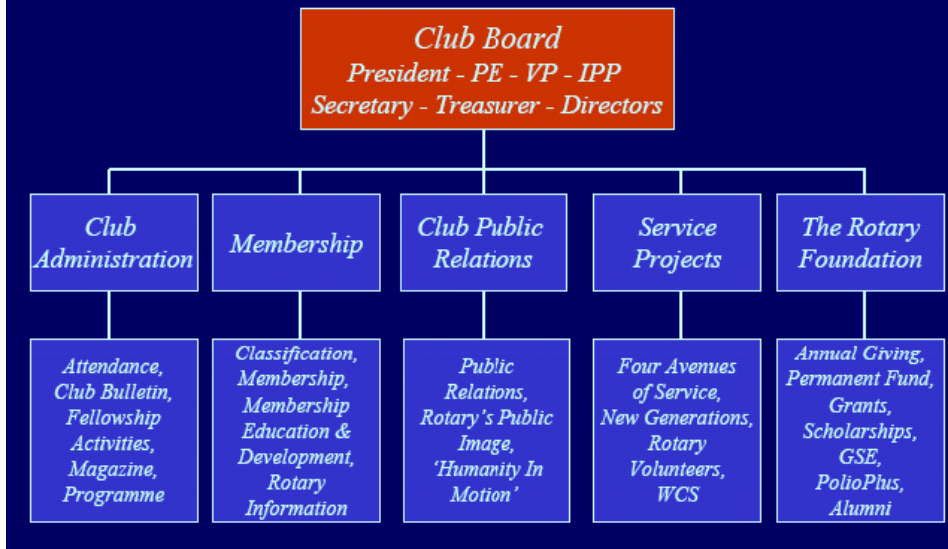 Club Board
President - PE - VP - IPP
Secretary - Treasurer - Directors
Club
Administration
Membership
Club Public
Relations
Service
Projects
The Rotary
Foundation
Attendance,
Club Bulletin,
Fellowship
Activities,
Magazine,
Programme
Classification,
Membership,
Membership
Education &
Development,
Rotary
Information
Public
Relations,
Rotary's Public
Image,
‘Humanity In
Motion’
Four Avenues
of Service,
New Generations,
Rotary
Volunteers,
WCS
Annual Giving,
Permanent Fund,
Grants,
Scholarships,
GSE,
PolioPlus,
Alumni